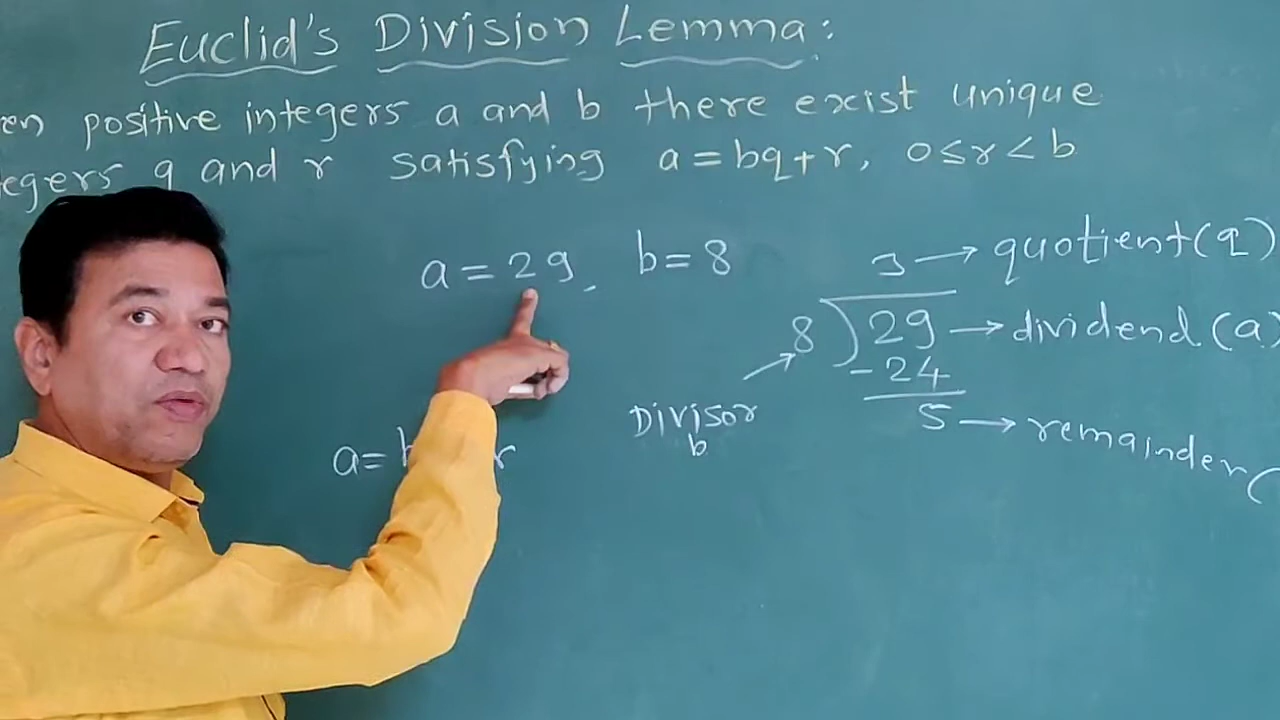 Euclid's Division Lemma:
en positive integers a and b there exist unique
tegers q and r satisfying a=bq+r, 0≤r<b
a=29, b=8
3→quotient(q)
8)29→dividend(a)
-24
Divisor
b
5→remainder(
a= r